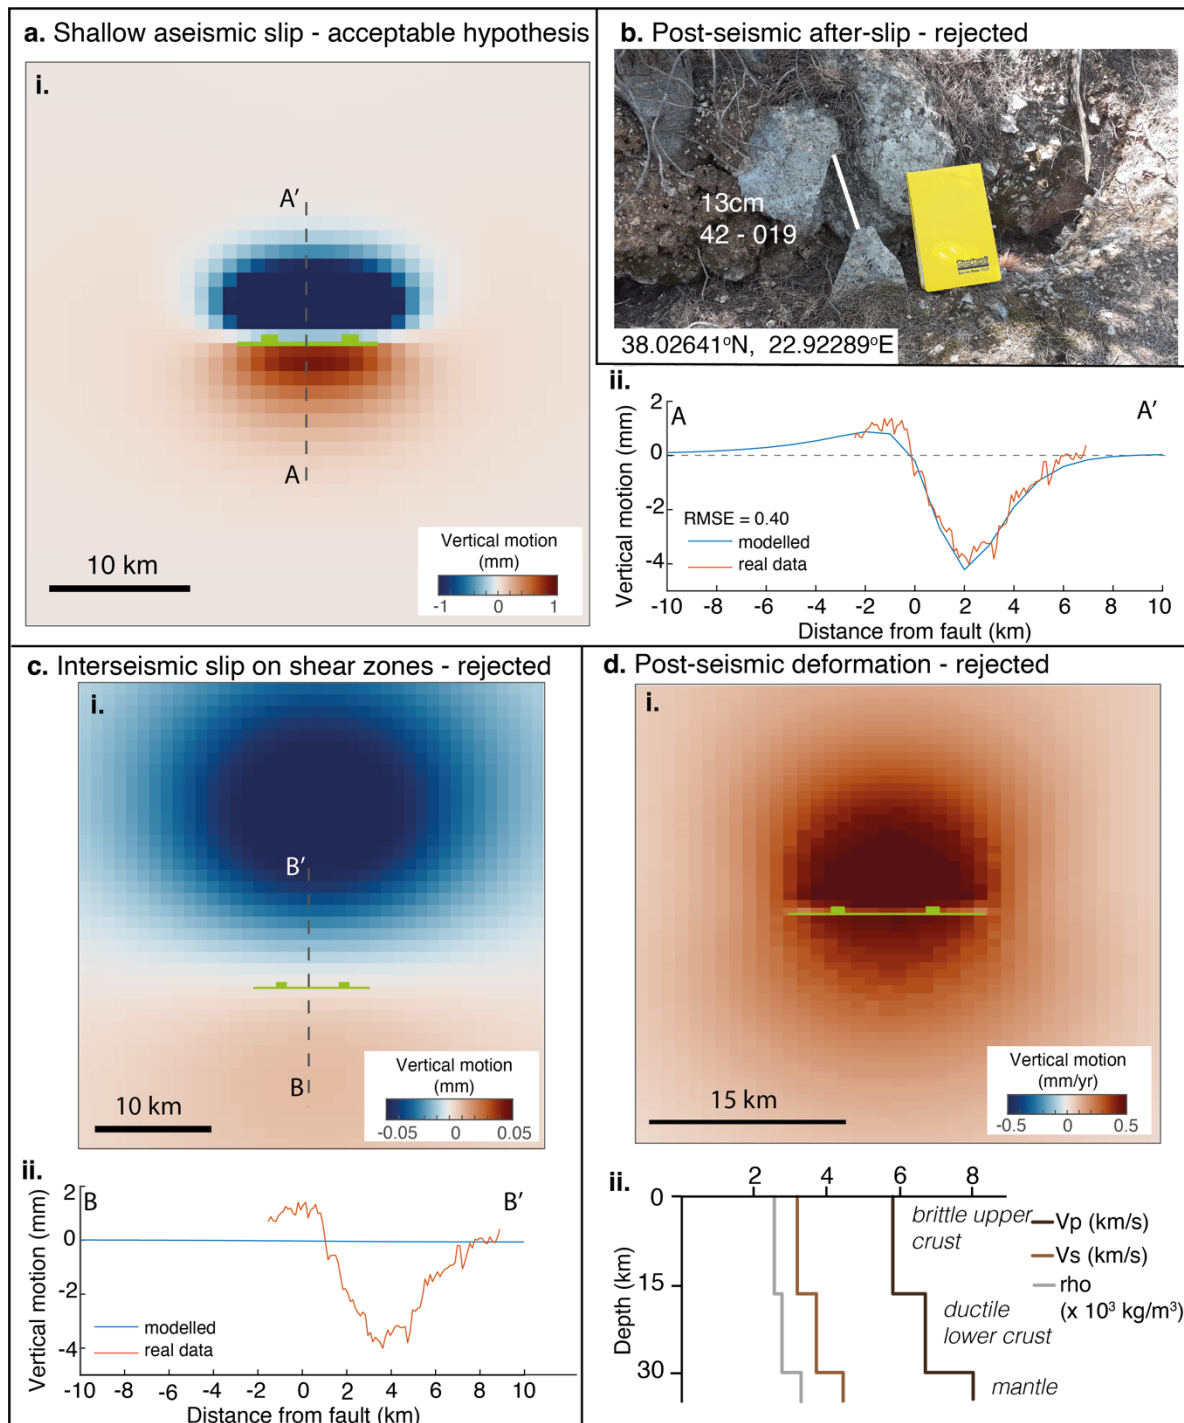 a. Shallow aseismic slip - acceptable hypothesis
i.
A'
A
10 km
Vertical motion
(mm)
-1 0 1
b. Post-seismic after-slip - rejected
13cm
42 - 019
Chartwell
38.02641°N, 22.92289°E
ii.
A A'
Vertical motion (mm)
2
0
-2
-4
RMSE = 0.40
modelled
real data
-10 -8 -6 -4 -2 0 2 4 6 8 10
Distance from fault (km)
c. Interseismic slip on shear zones - rejected
i.
B'
B
10 km
Vertical motion
(mm)
-0.05 0 0.05
ii.
B B'
Vertical motion (mm)
2
0
-2
-4
modelled
real data
-10 -8 -6 -4 -2 0 2 4 6 8 10
Distance from fault (km)
d. Post-seismic deformation - rejected
i.
15 km
Vertical motion
(mm/yr)
-0.5 0 0.5
ii.
2 4 6 8
Depth (km)
0
15
30
brittle upper
crust
ductile
lower crust
mantle
Vp (km/s)
Vs (km/s)
rho
(x 10³ kg/m³)